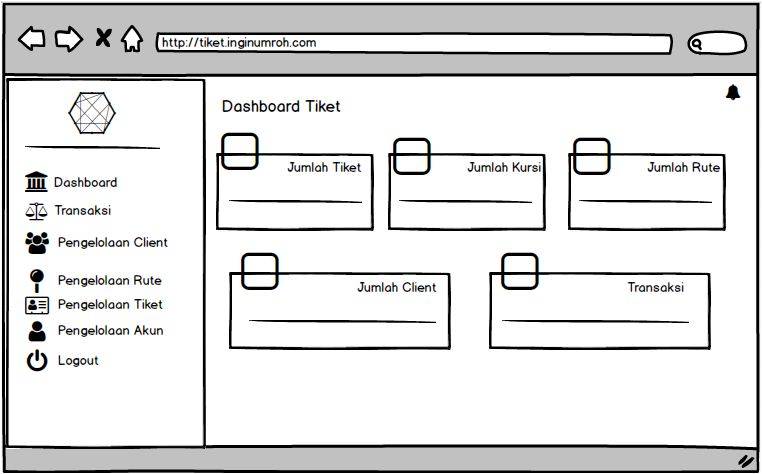 http://tiket.inginumroh.com
Dashboard Tiket
Dashboard
Transaksi
Pengelolaan Client
Pengelolaan Rute
Pengelolaan Tiket
Pengelolaan Akun
Logout
Jumlah Tiket
Jumlah Kursi
Jumlah Rute
Jumlah Client
Transaksi